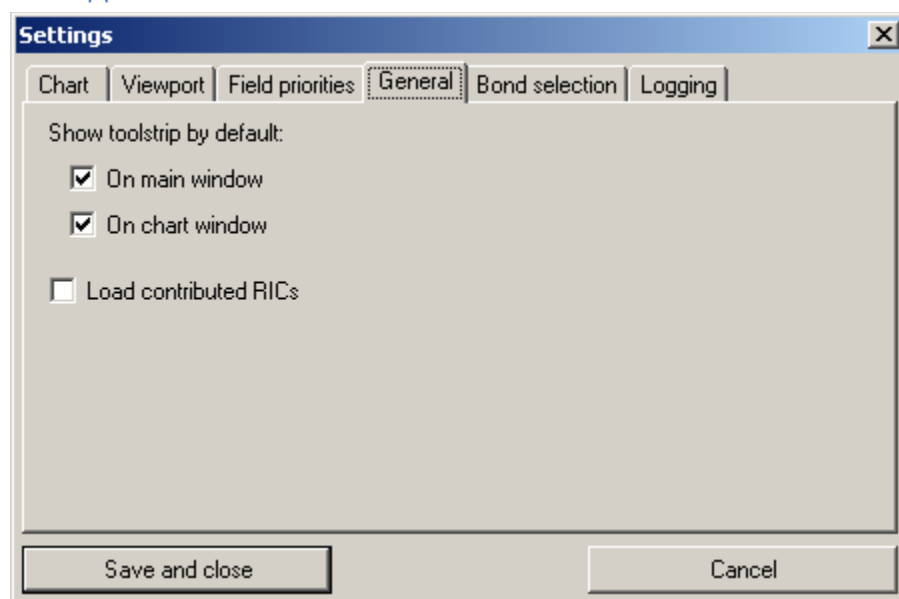 Settings
Chart Viewport Field priorities General Bond selection Logging
Show toolstrip by default:
On main window
On chart window
Load contributed RICs
Save and close Cancel